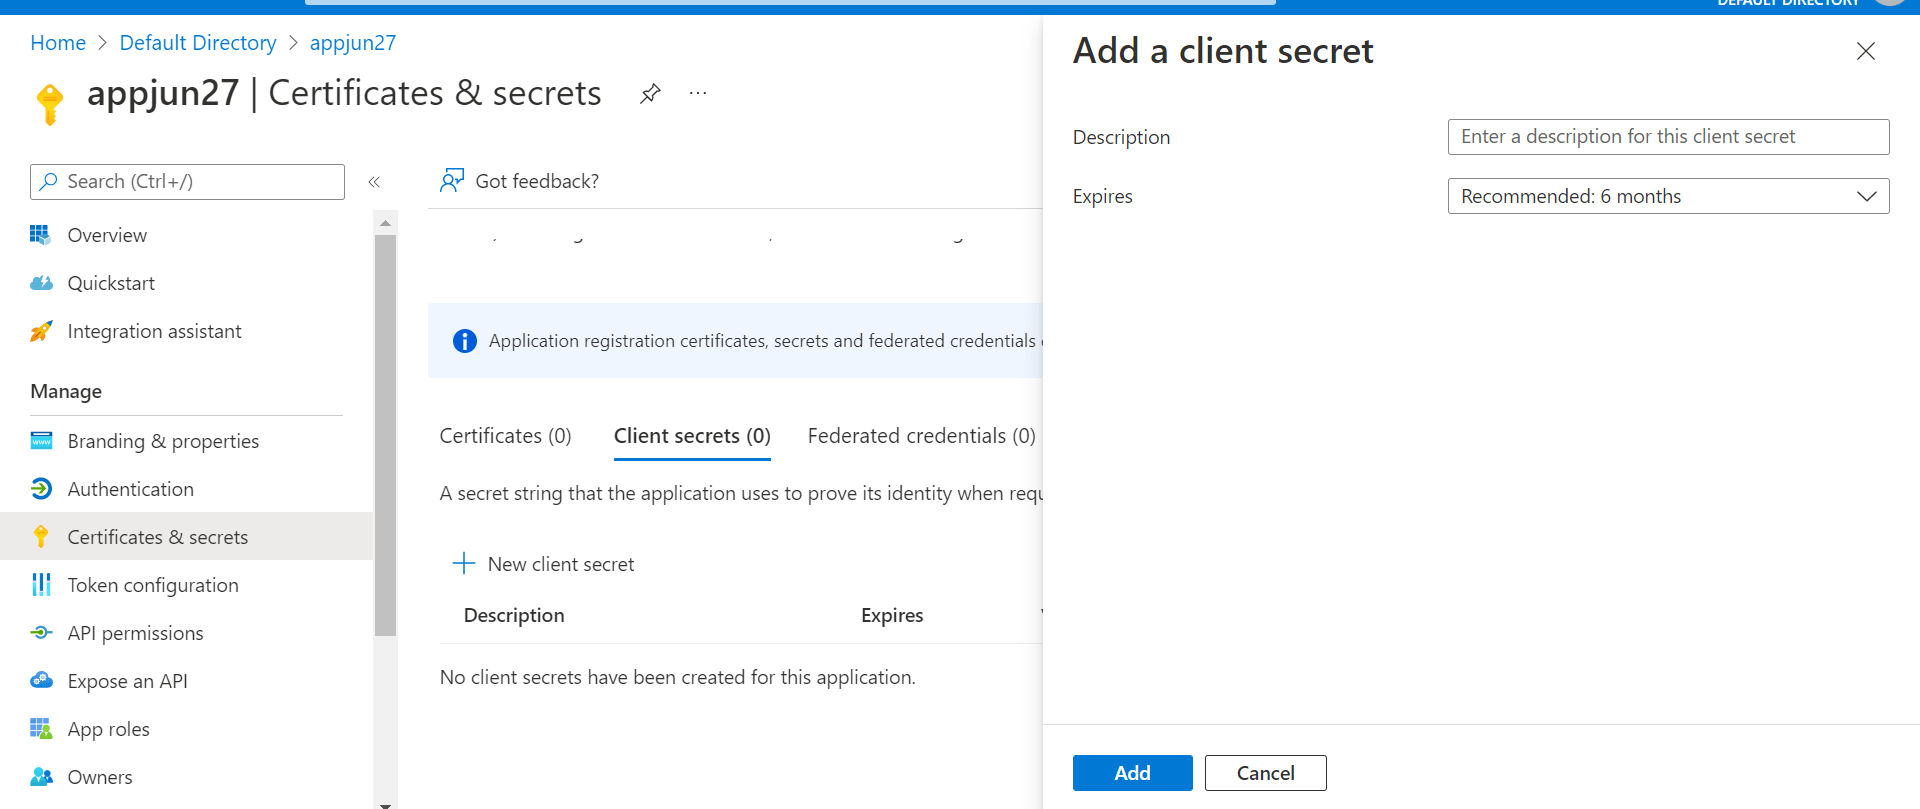 DEFAULT DIRECTORY
Home > Default Directory > appjun27
appjun27 | Certificates & secrets
Search (Ctrl+/)
Overview
Quickstart
Integration assistant
Manage
Branding & properties
Authentication
Certificates & secrets
Token configuration
API permissions
Expose an API
App roles
Owners
Got feedback?
Application registration certificates, secrets and federated credentials
Certificates (0) Client secrets (0) Federated credentials (0)
A secret string that the application uses to prove its identity when requ
New client secret
Description Expires
No client secrets have been created for this application.
Add a client secret
Description Enter a description for this client secret
Expires Recommended: 6 months
Add Cancel